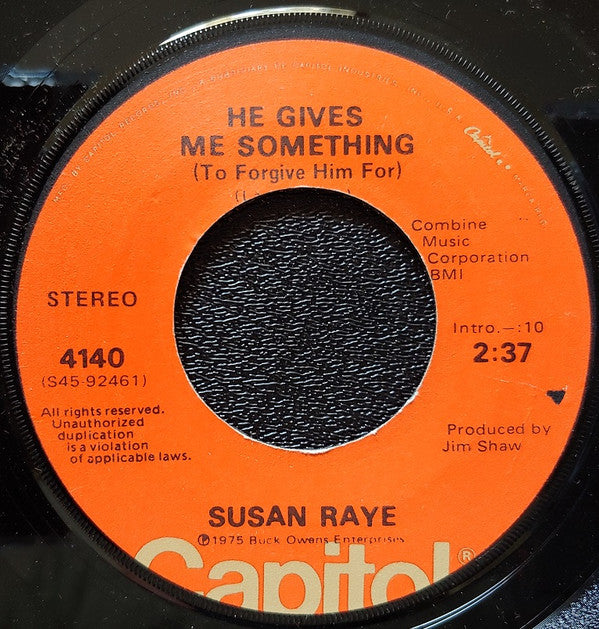 HE GIVES
ME SOMETHING
(To Forgive Him For)
Combine
Music
Corporation
BMI
STEREO
Intro.—:10
4140
2:37
(S45-92461)
All rights reserved.
Unauthorized
duplication
is a violation
of applicable laws.
Produced by
Jim Shaw
SUSAN RAYE
℗1975 Buck Owens Enterprises
Capitol®